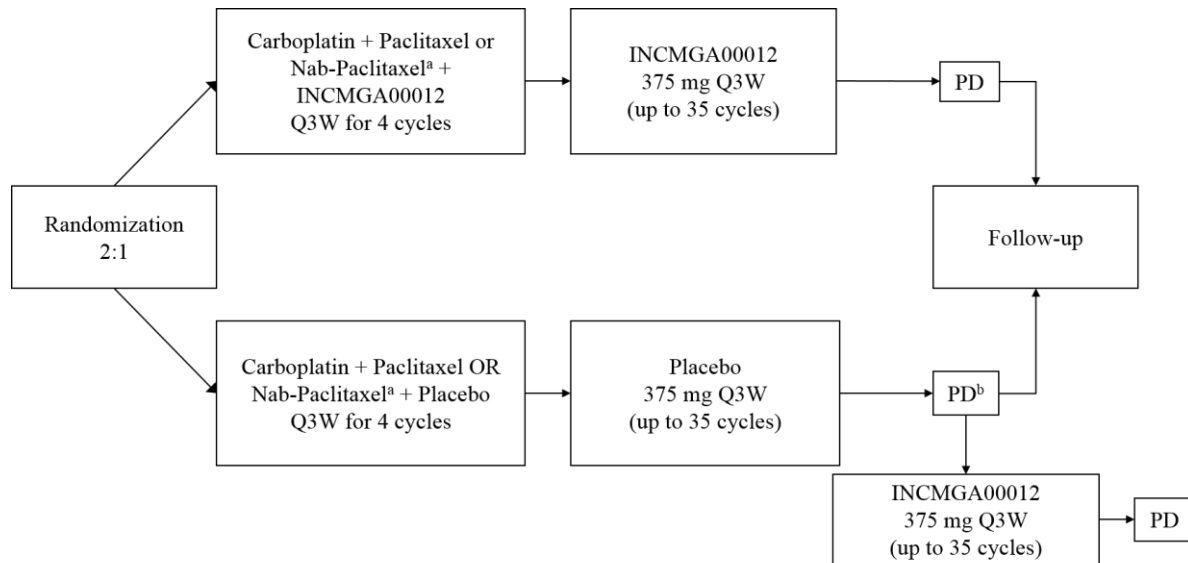 Carboplatin + Paclitaxel or
Nab-Paclitaxelᵃ +
INCMGA00012
Q3W for 4 cycles
INCMGA00012
375 mg Q3W
(up to 35 cycles)
PD
Randomization
2:1
Follow-up
Carboplatin + Paclitaxel OR
Nab-Paclitaxelᵃ + Placebo
Q3W for 4 cycles
Placebo
375 mg Q3W
(up to 35 cycles)
PDᵇ
INCMGA00012
375 mg Q3W
(up to 35 cycles)
PD